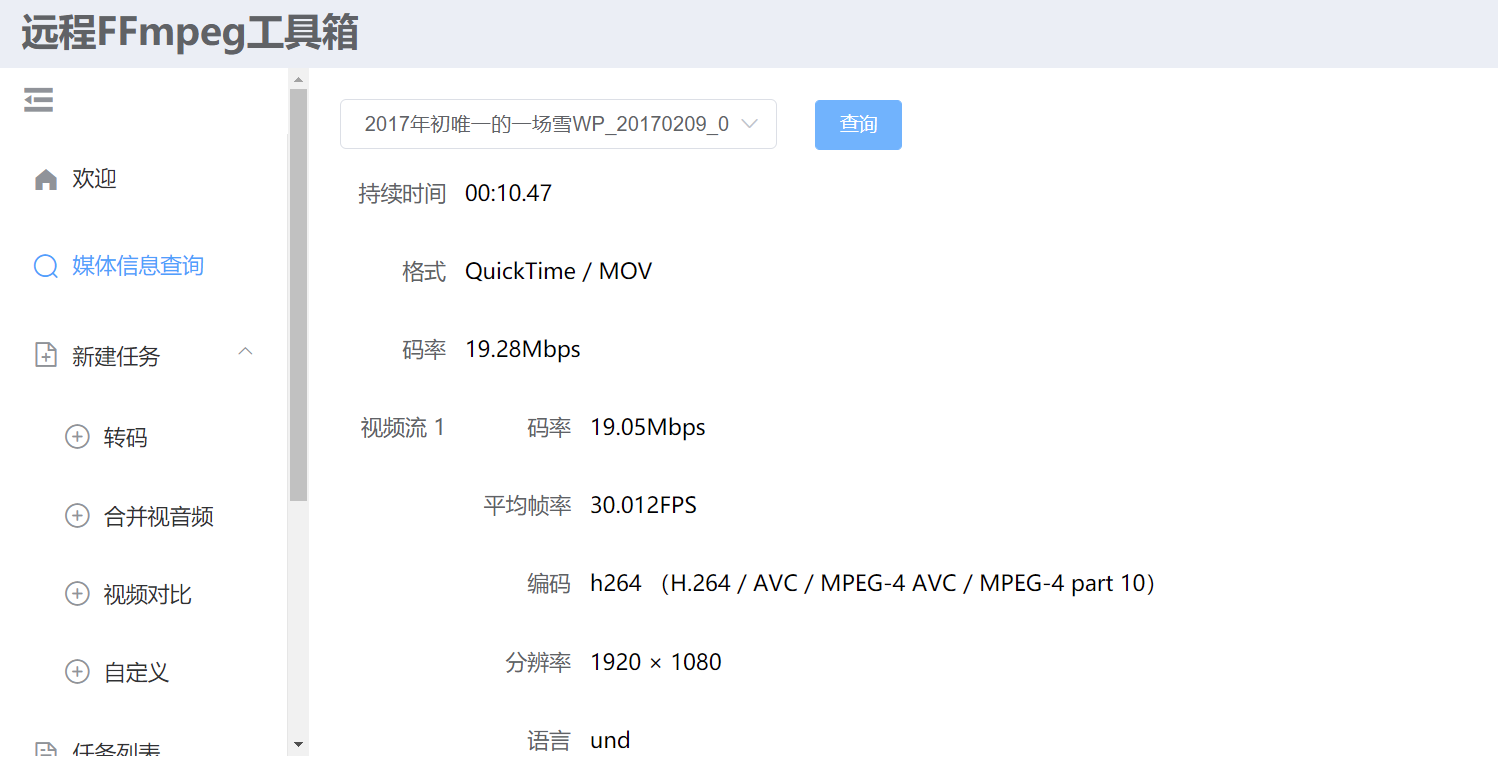 远程FFmpeg工具箱
欢迎
媒体信息查询
新建任务
转码
合并视音频
视频对比
自定义
任务列表
2017年初唯一的一场雪WP_20170209_0
查询
持续时间 00:10.47
格式 QuickTime / MOV
码率 19.28Mbps
视频流 1 码率 19.05Mbps
平均帧率 30.012FPS
编码 h264 （H.264 / AVC / MPEG-4 AVC / MPEG-4 part 10）
分辨率 1920 × 1080
语言 und